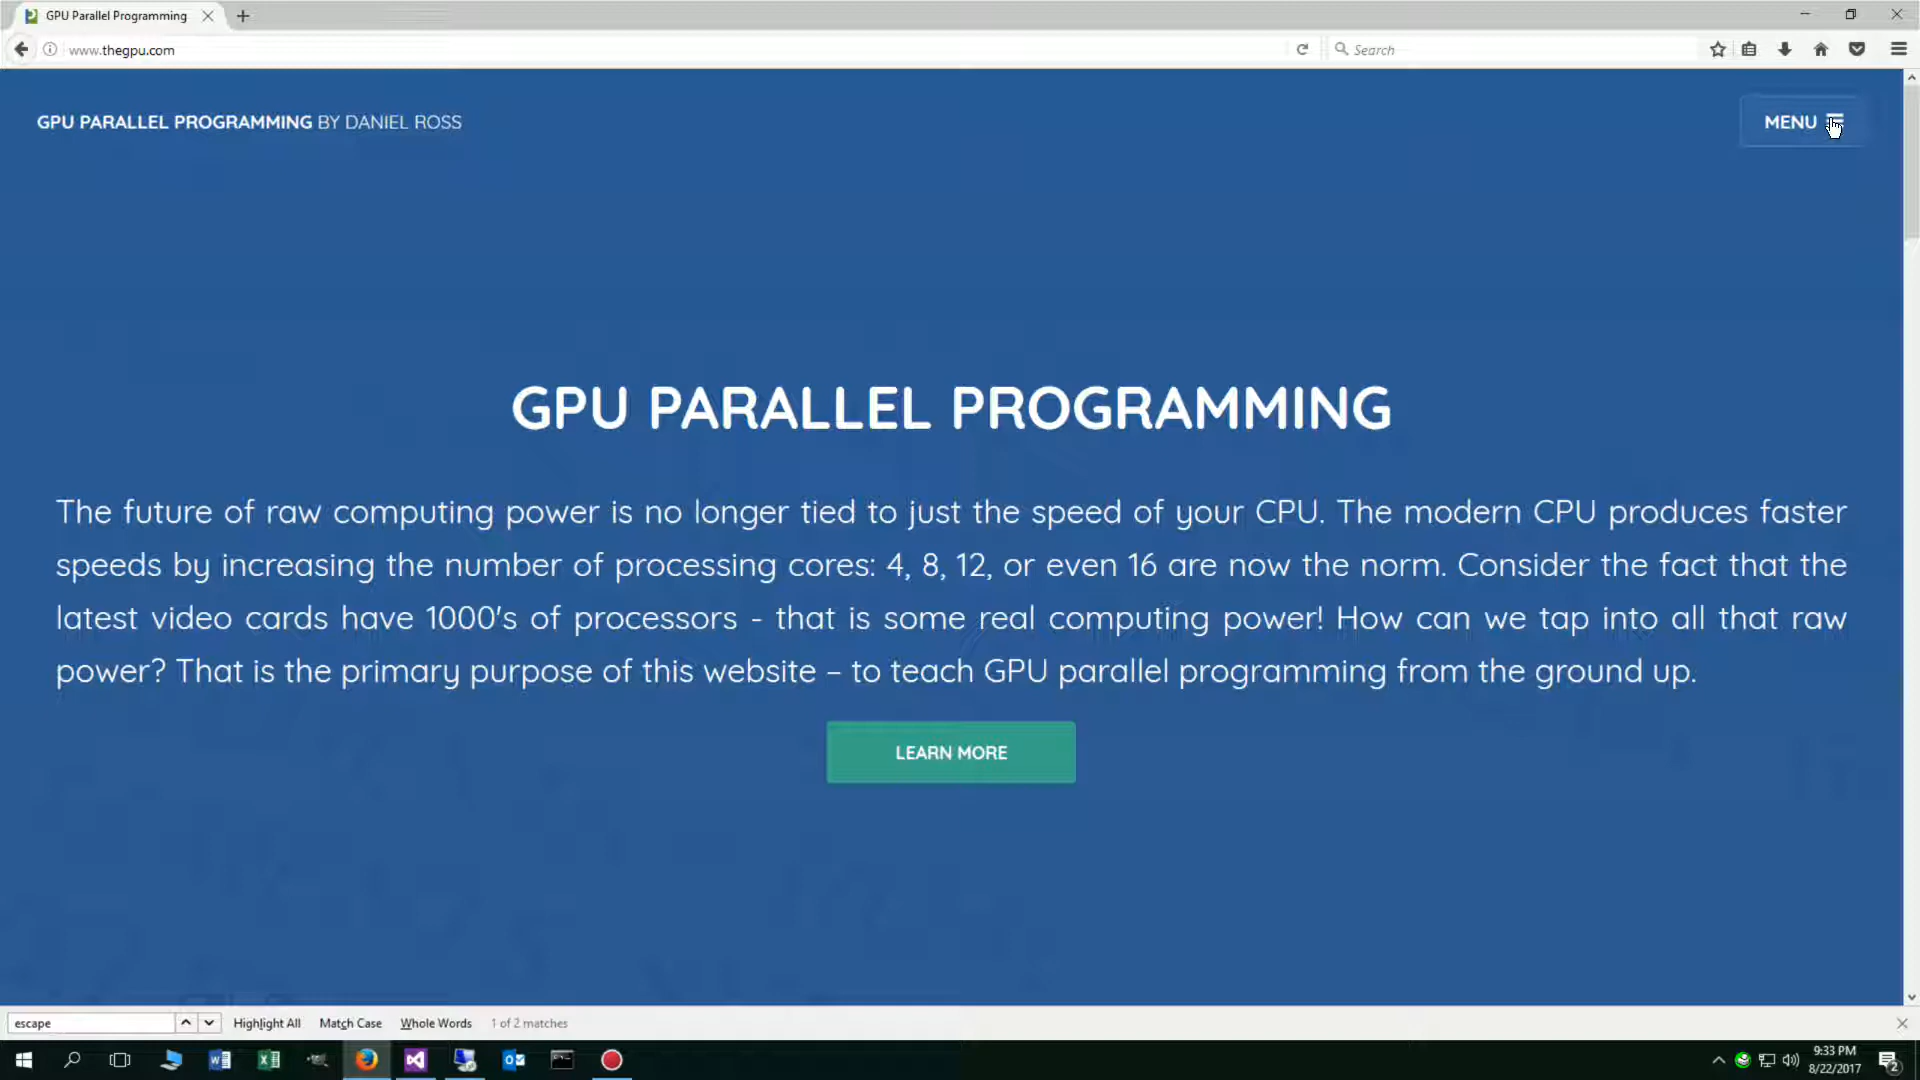 GPU Parallel Programming
www.thegpu.com
Search
GPU PARALLEL PROGRAMMING BY DANIEL ROSS
MENU
GPU PARALLEL PROGRAMMING
The future of raw computing power is no longer tied to just the speed of your CPU. The modern CPU produces faster
speeds by increasing the number of processing cores: 4, 8, 12, or even 16 are now the norm. Consider the fact that the
latest video cards have 1000's of processors - that is some real computing power! How can we tap into all that raw
power? That is the primary purpose of this website – to teach GPU parallel programming from the ground up.
LEARN MORE
escape
Highlight All
Match Case
Whole Words
1 of 2 matches
9:33 PM
8/22/2017
2